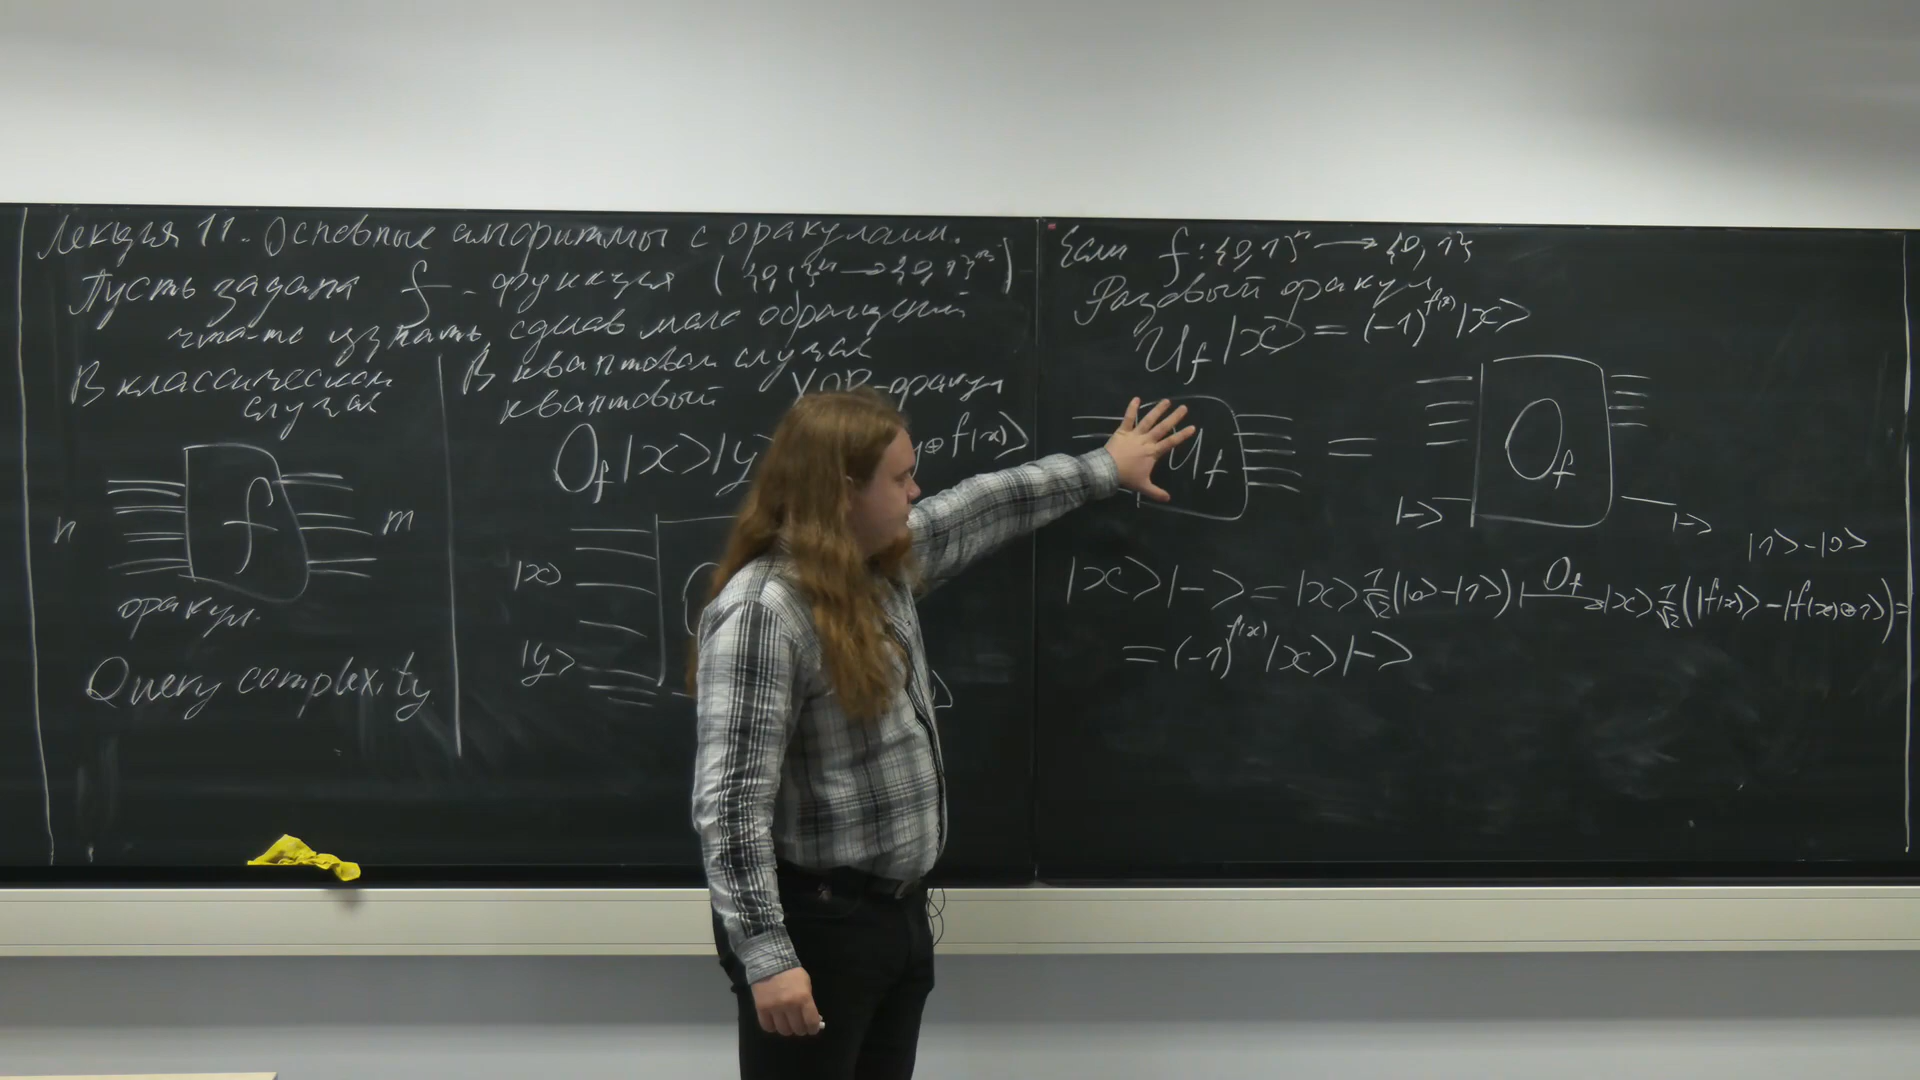 Лекция 11. Основные алгоритмы с оракулами.
Пусть задана f - функция ({0,1}ⁿ → {0,1}ᵐ)
что-то узнать, сделав мало обращений
В классическом
случае
n f m
оракул.
Query complexity
В квантовом случае
квантовый XOR-оракул
O_f |x>|y ⊕ f(x)>
|x>
|y>
Если f: {0,1}ⁿ → {0,1}
Фазовый оракул
U_f |x> = (-1)^{f(x)} |x>
U_f = O_f
|-> |->
|1> - |0>
|x>|-> = |x> 1/√2 (|0> - |1>) |—O_f→ |x> 1/√2 (|f(x)> - |f(x)⊕1>) =
= (-1)^{f(x)} |x>|->